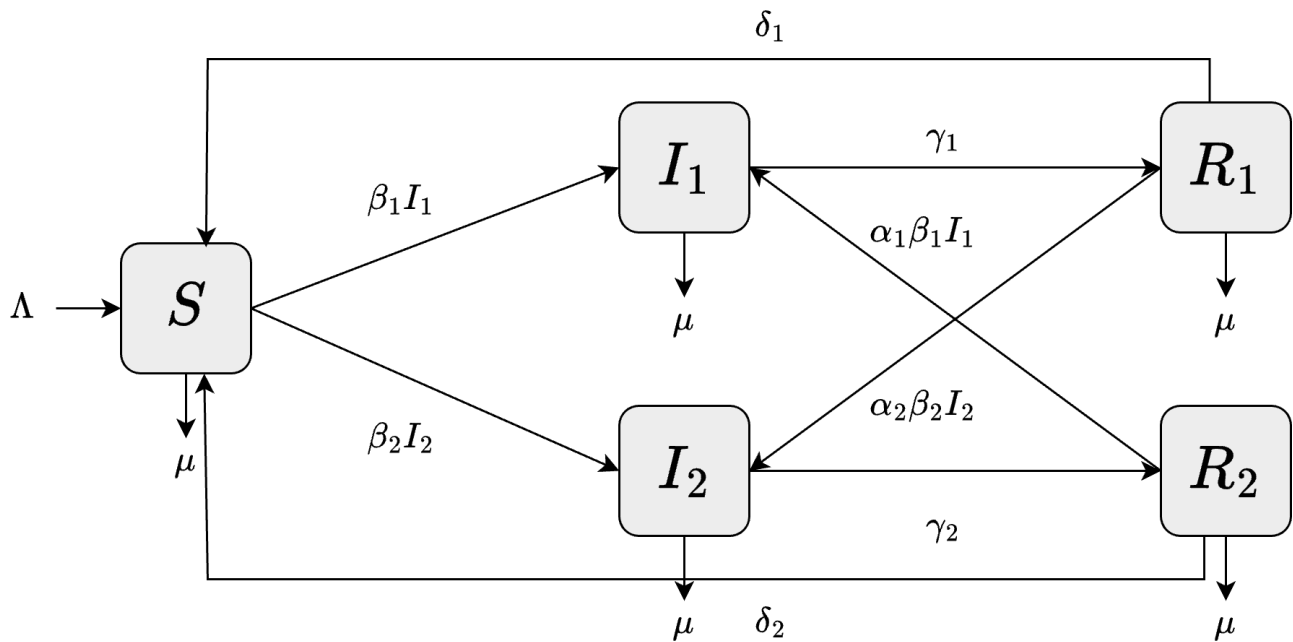 δ₁
I₁
γ₁
R₁
β₁I₁
α₁β₁I₁
Λ
S
μ
μ
α₂β₂I₂
β₂I₂
μ
I₂
R₂
γ₂
μ
δ₂
μ